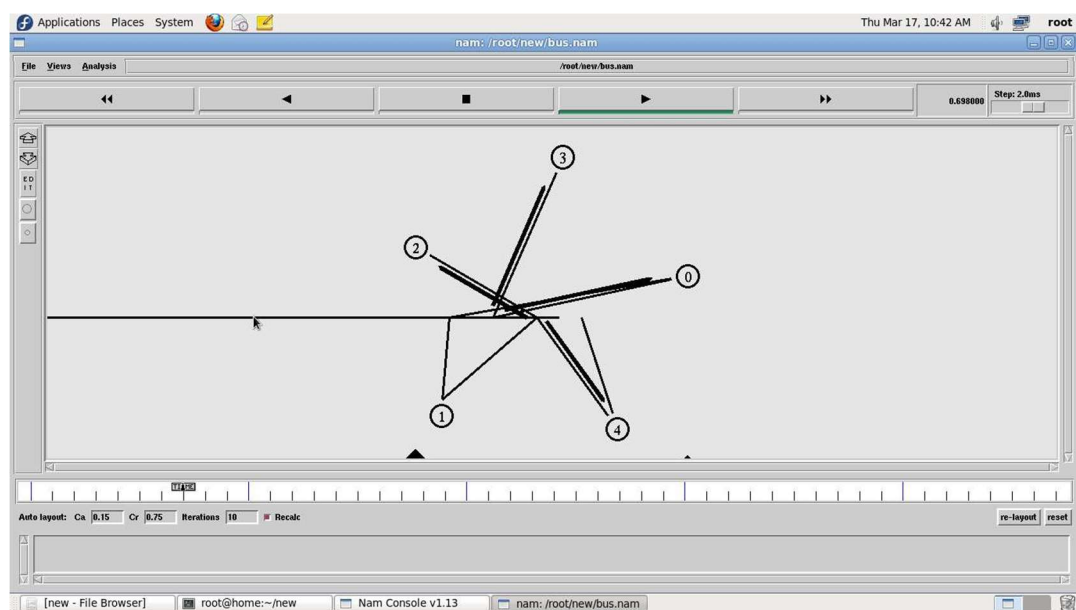 Applications Places System Thu Mar 17, 10:42 AM root
nam: /root/new/bus.nam
File Views Analysis /root/new/bus.nam
0.698000 Step: 2.0ms
ED
IT
3
2
0
1
4
TIME
Auto layout: Ca 0.15 Cr 0.75 Iterations 10 Recalc re-layout reset
[new - File Browser] root@home:~/new Nam Console v1.13 nam: /root/new/bus.nam